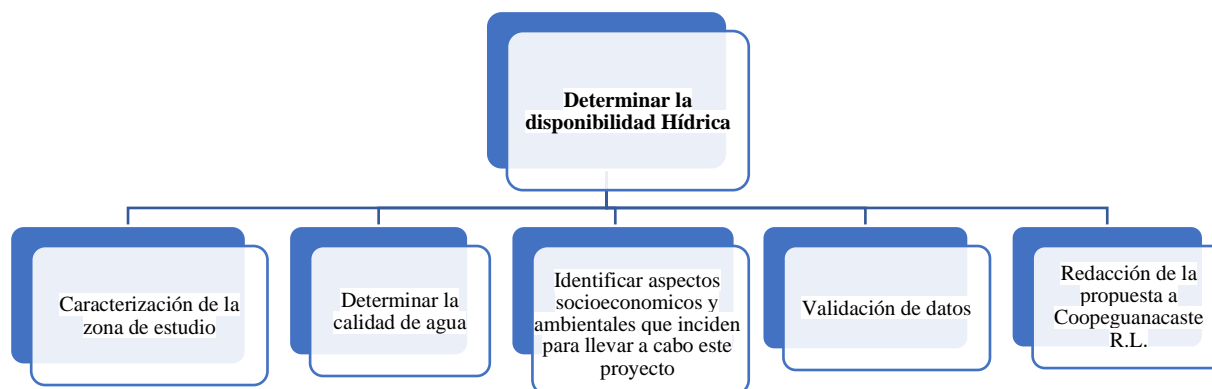 Determinar la
disponibilidad Hídrica
Caracterización de la
zona de estudio
Determinar la
calidad de agua
Identificar aspectos
socioeconomicos y
ambientales que inciden
para llevar a cabo este
proyecto
Validación de datos
Redacción de la
propuesta a
Coopeguanacaste
R.L.